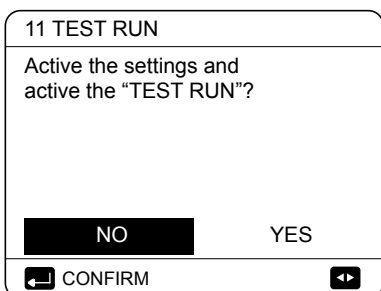 11 TEST RUN
Active the settings and
active the “TEST RUN”?
NO YES
CONFIRM